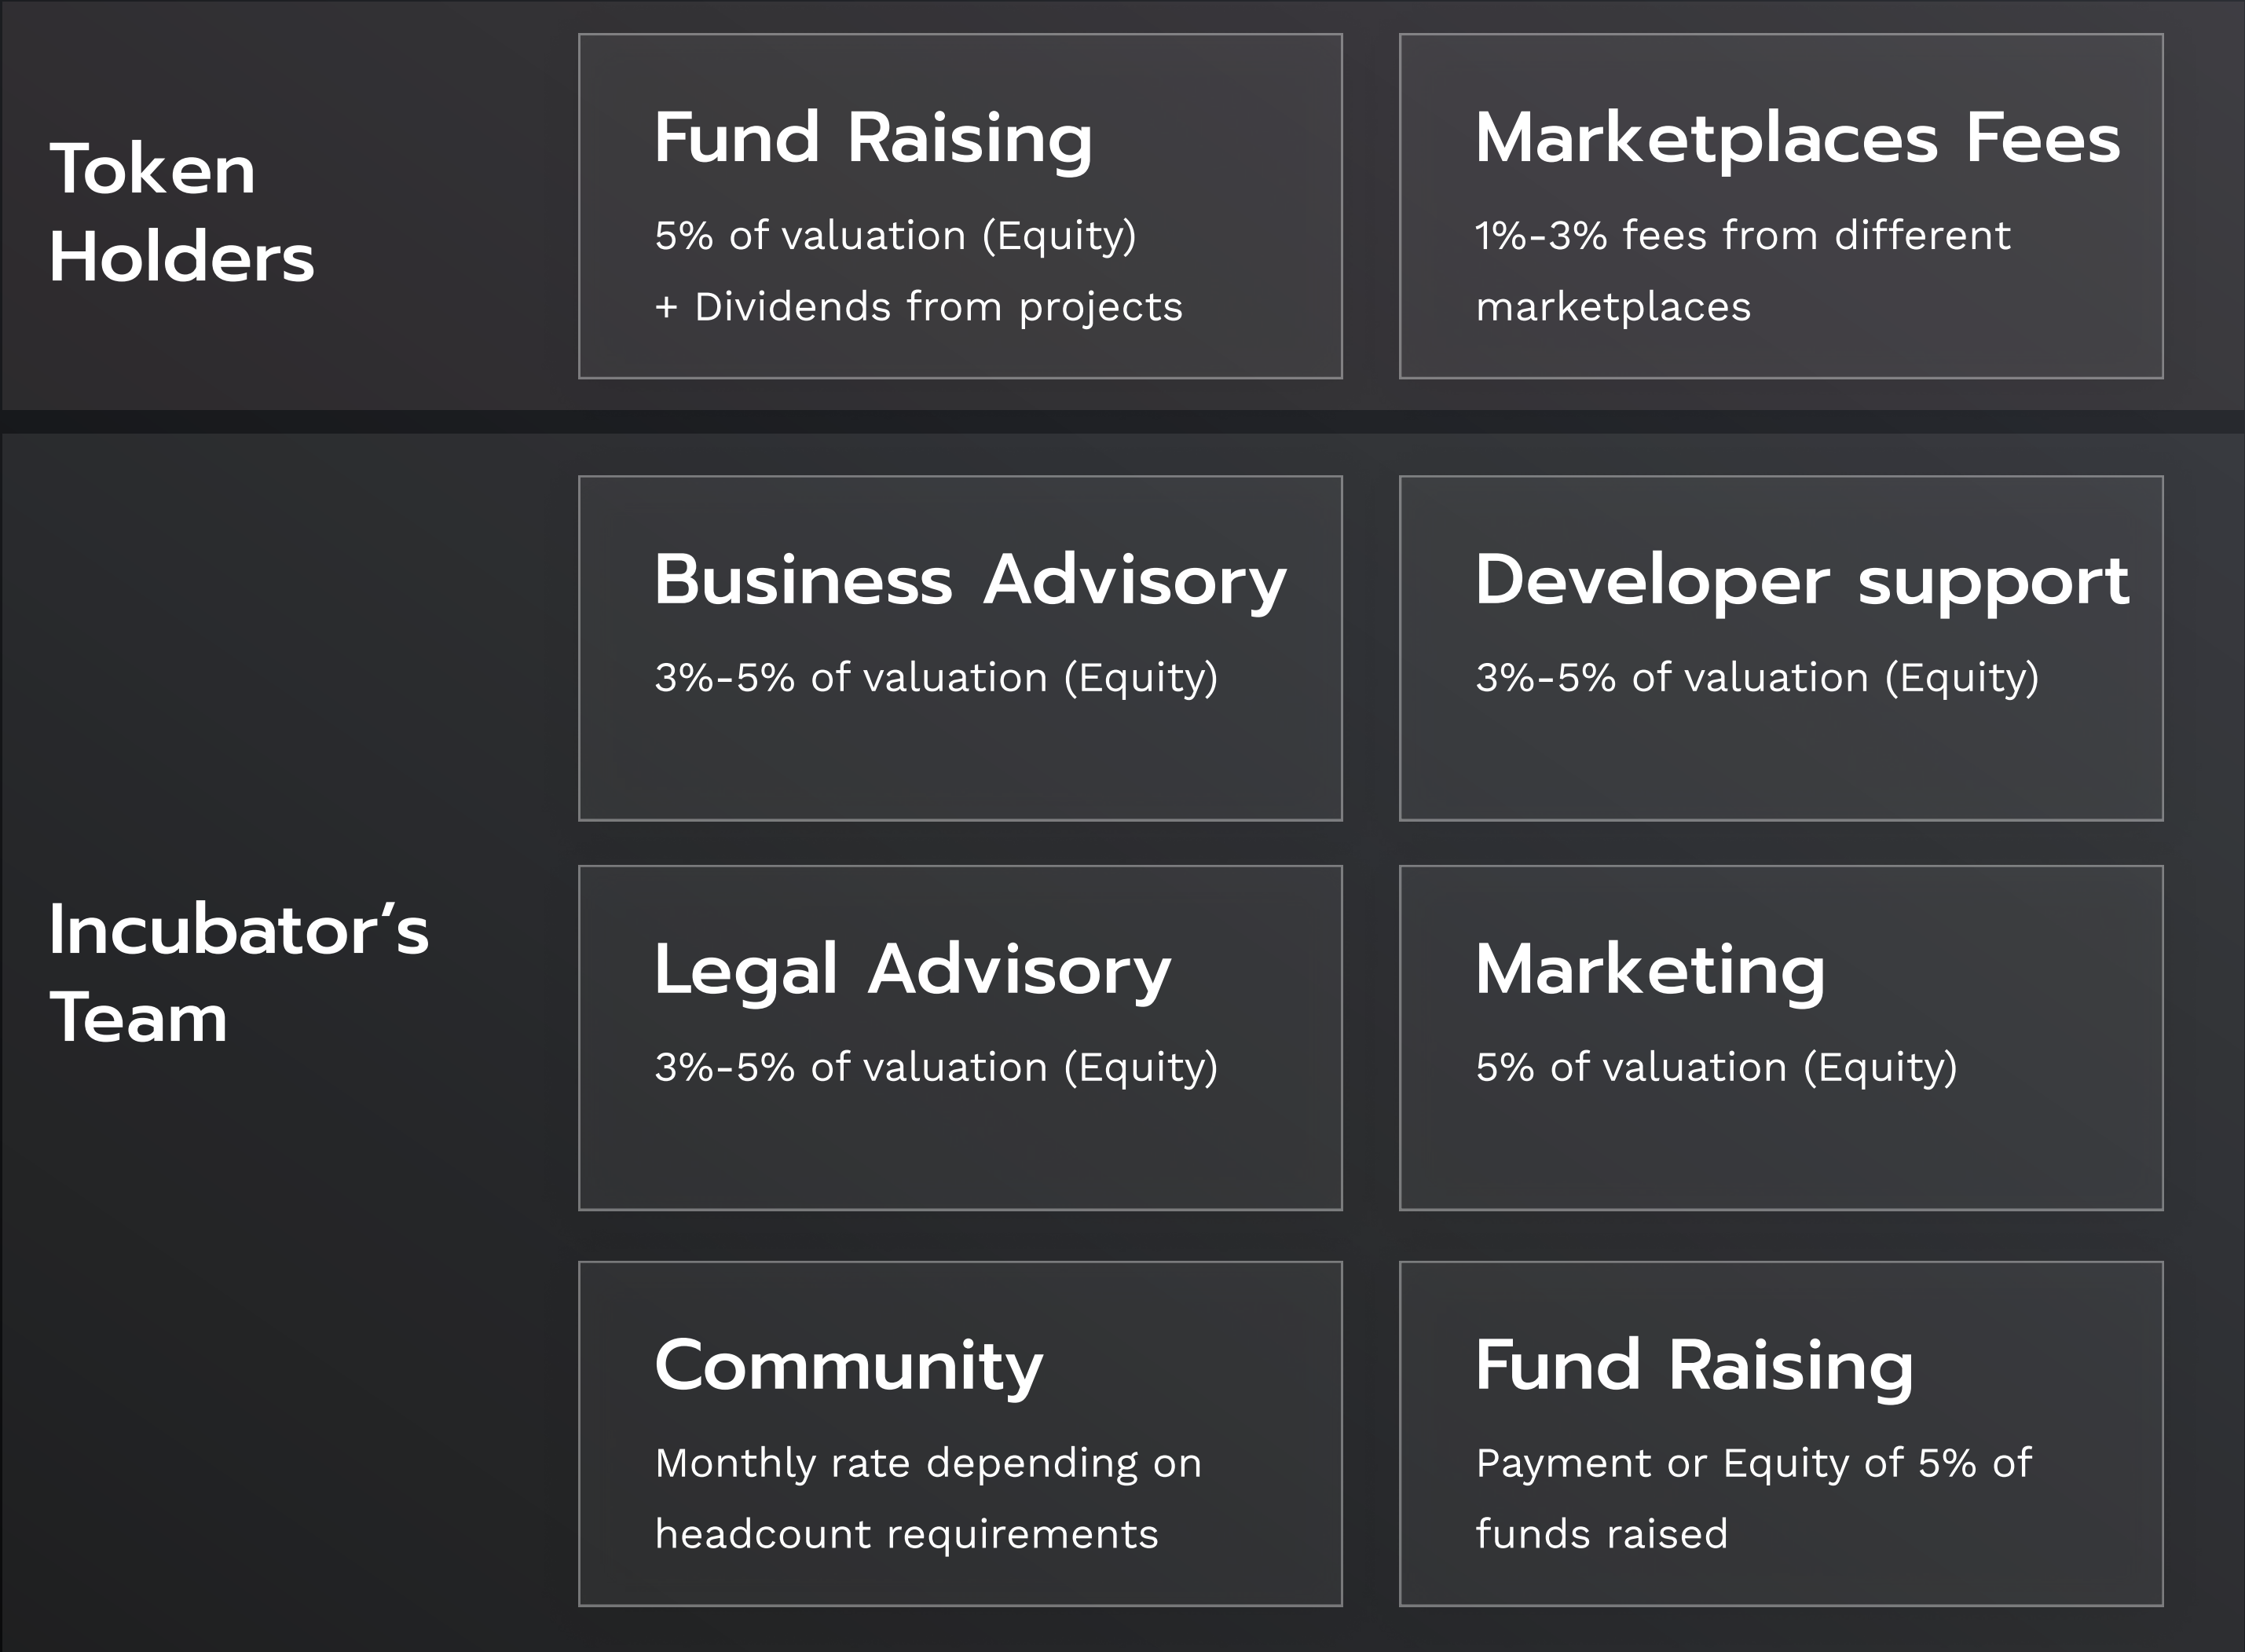 Token
Holders
Fund Raising
5% of valuation (Equity)
+ Dividends from projects
Marketplaces Fees
1%-3% fees from different
marketplaces
Incubator’s
Team
Business Advisory
3%-5% of valuation (Equity)
Developer support
3%-5% of valuation (Equity)
Legal Advisory
3%-5% of valuation (Equity)
Marketing
5% of valuation (Equity)
Community
Monthly rate depending on
headcount requirements
Fund Raising
Payment or Equity of 5% of
funds raised